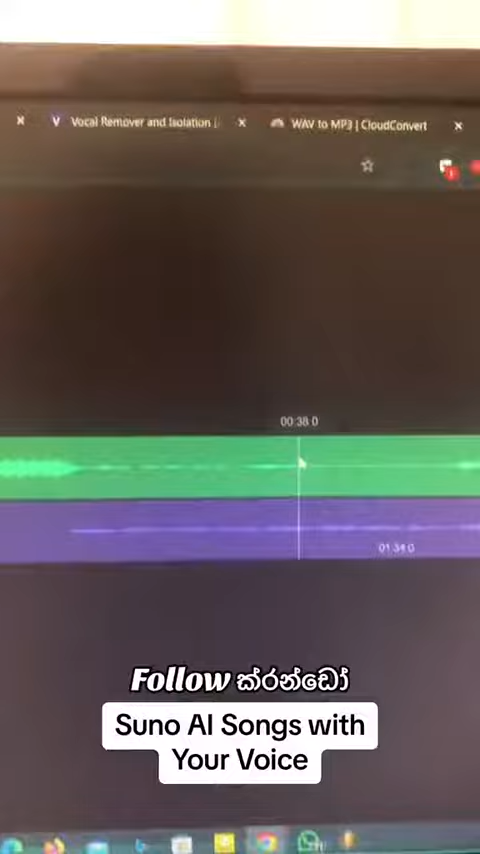 Vocal Remover and Isolation |
WAV to MP3 | CloudConvert
00:38 0
01:34 0
Follow ක්රන්ඩෝ
Suno AI Songs with
Your Voice